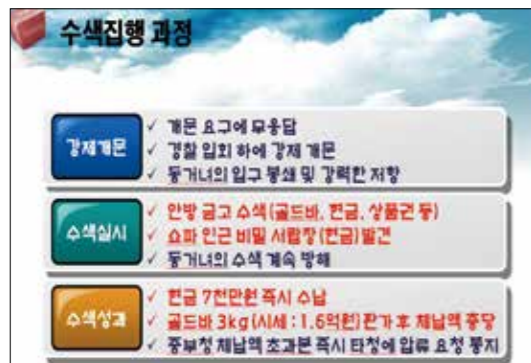 수색집행 과정
강제개문
✓ 개문 요구에 무응답
✓ 경찰 입회 하에 강제 개문
✓ 동거녀의 입구 봉쇄 및 강력한 저항
수색실시
✓ 안방 금고 수색(골드바, 현금, 상품권 등)
✓ 쇼파 인근 비밀 서랍장(현금) 발견
✓ 동거녀의 수색 계속 방해
수색성과
✓ 현금 7천만원 즉시 수납
✓ 골드바 3kg(시세 : 1.6억원) 환가 후 체납액 충당
✓ 중부청 체납액 초과분 즉시 타청에 압류 요청 통지